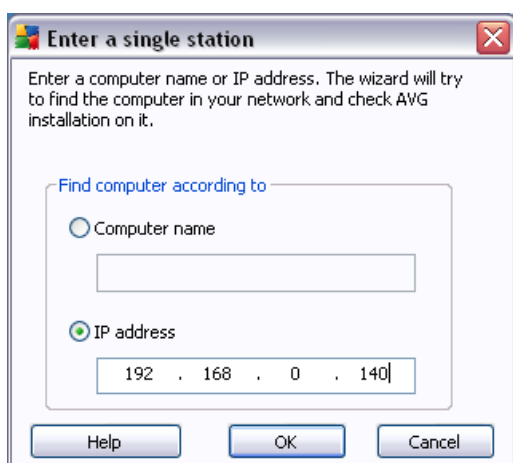 Enter a single station
Enter a computer name or IP address. The wizard will try
to find the computer in your network and check AVG
installation on it.
Find computer according to
Computer name
IP address
192 . 168 . 0 . 140
Help OK Cancel